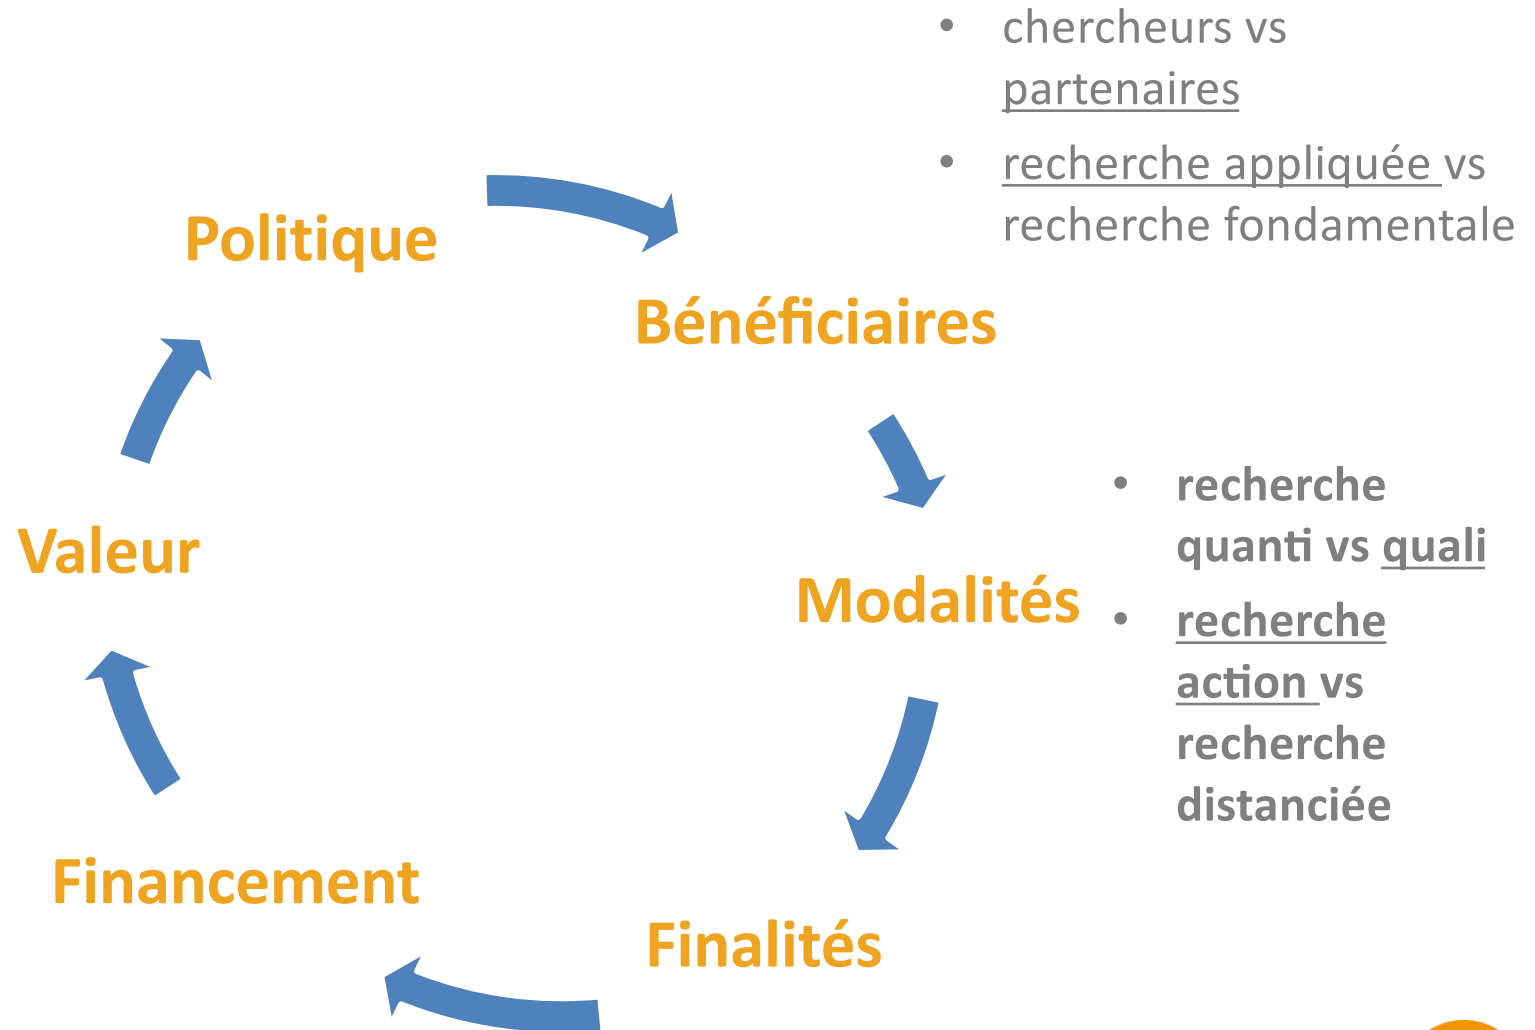 • chercheurs vs
partenaires
• recherche appliquée vs
recherche fondamentale
Politique
Bénéficiaires
• recherche
quanti vs quali
Valeur
Modalités
• recherche
action vs
recherche
distanciée
Financement
Finalités